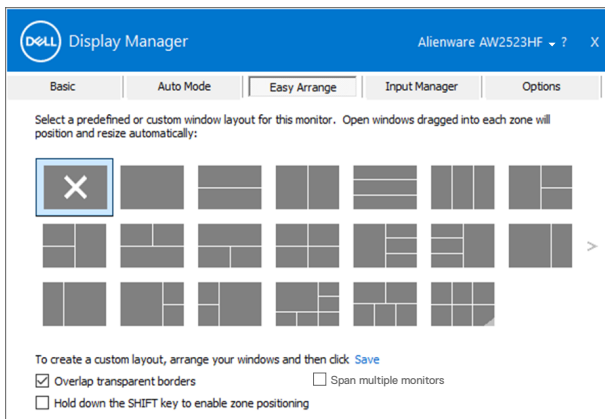 DELL Display Manager Alienware AW2523HF ? X
Basic Auto Mode Easy Arrange Input Manager Options
Select a predefined or custom window layout for this monitor. Open windows dragged into each zone will
position and resize automatically:
>
To create a custom layout, arrange your windows and then click Save
Overlap transparent borders Span multiple monitors
Hold down the SHIFT key to enable zone positioning